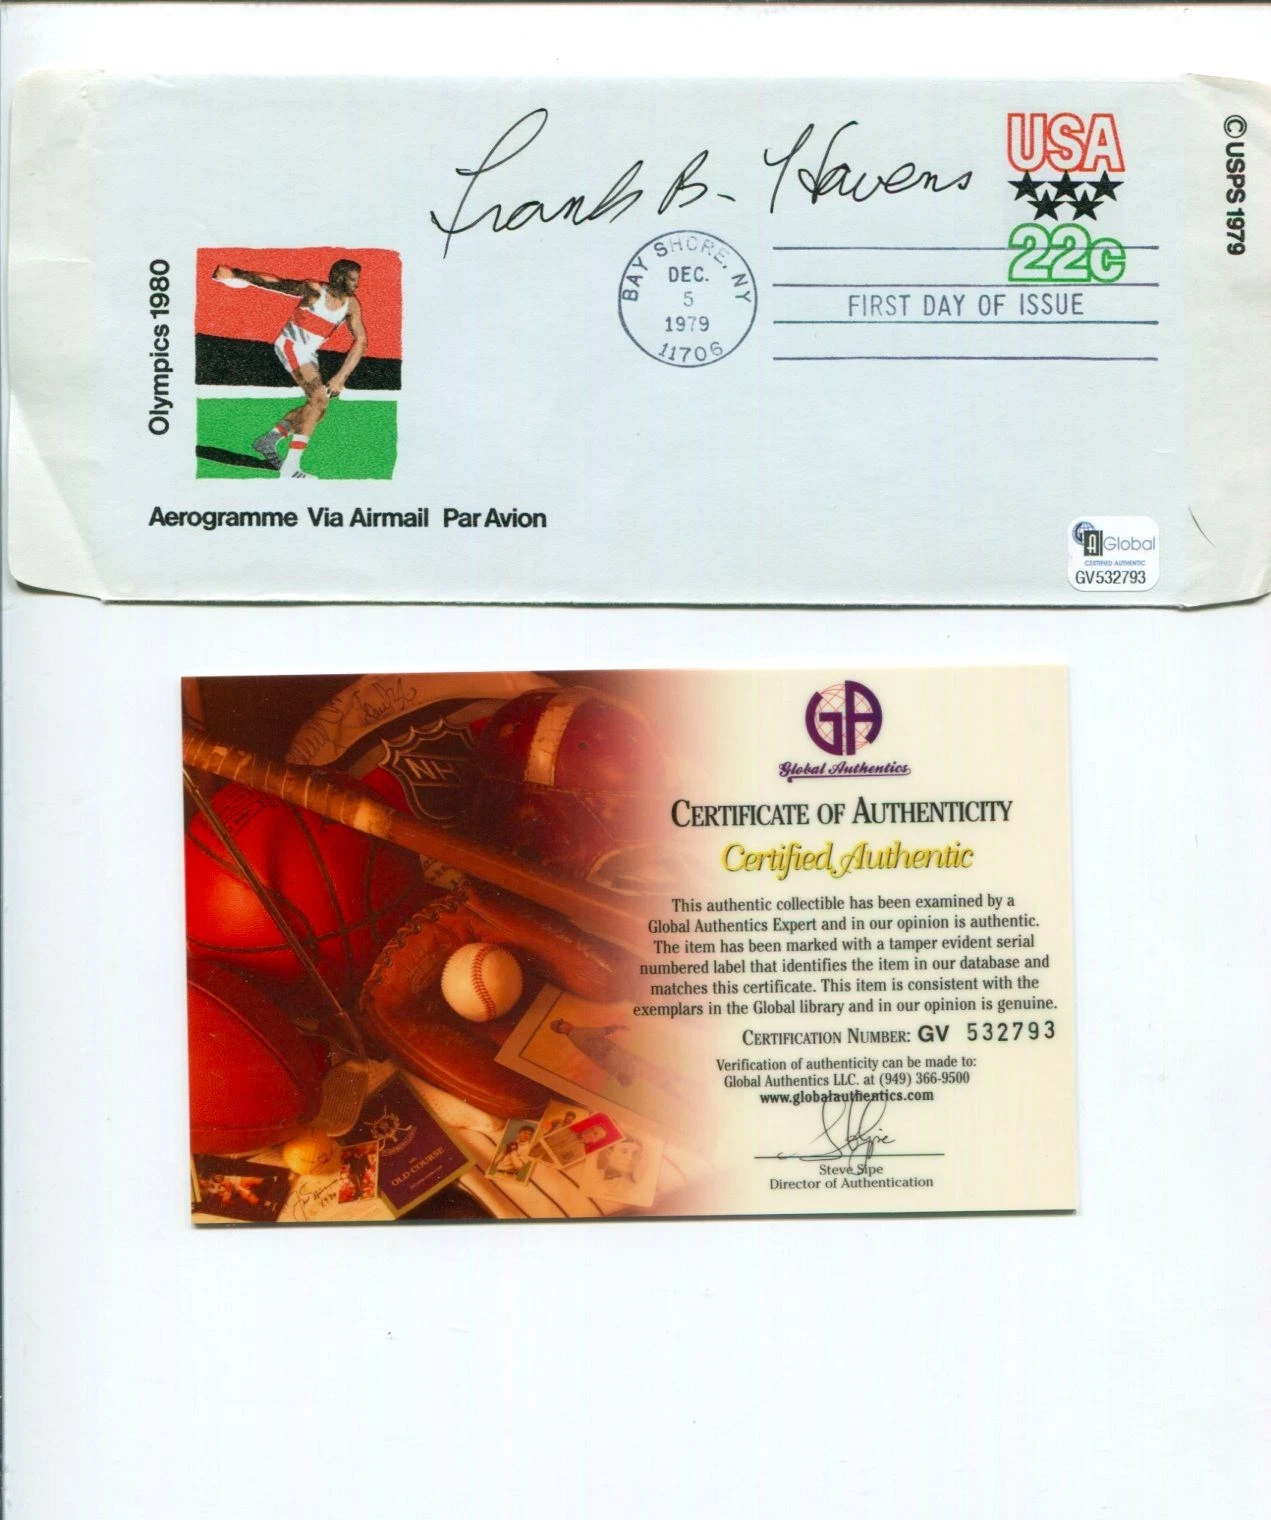 Frank B. Havens
USA
22c
© USPS 1979
BAY SHORE, NY
DEC.
5
1979
11706
FIRST DAY OF ISSUE
Olympics 1980
Aerogramme Via Airmail Par Avion
GA Global
CERTIFIED AUTHENTIC
GV532793
NH
OLD COURSE
GA
Global Authentics
CERTIFICATE OF AUTHENTICITY
Certified Authentic
This authentic collectible has been examined by a
Global Authentics Expert and in our opinion is authentic.
The item has been marked with a tamper evident serial
numbered label that identifies the item in our database and
matches this certificate. This item is consistent with the
exemplars in the Global library and in our opinion is genuine.
CERTIFICATION NUMBER: GV 532793
Verification of authenticity can be made to:
Global Authentics LLC. at (949) 366-9500
www.globalauthentics.com
Steve Sipe
Director of Authentication